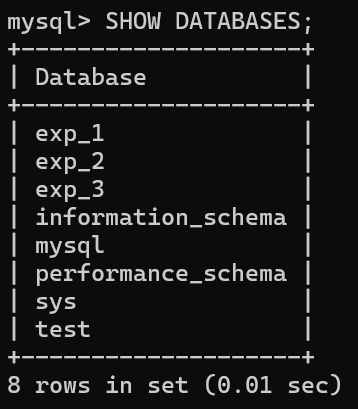 mysql> SHOW DATABASES;
+--------------------+
| Database           |
+--------------------+
| exp_1              |
| exp_2              |
| exp_3              |
| information_schema |
| mysql              |
| performance_schema |
| sys                |
| test               |
+--------------------+
8 rows in set (0.01 sec)